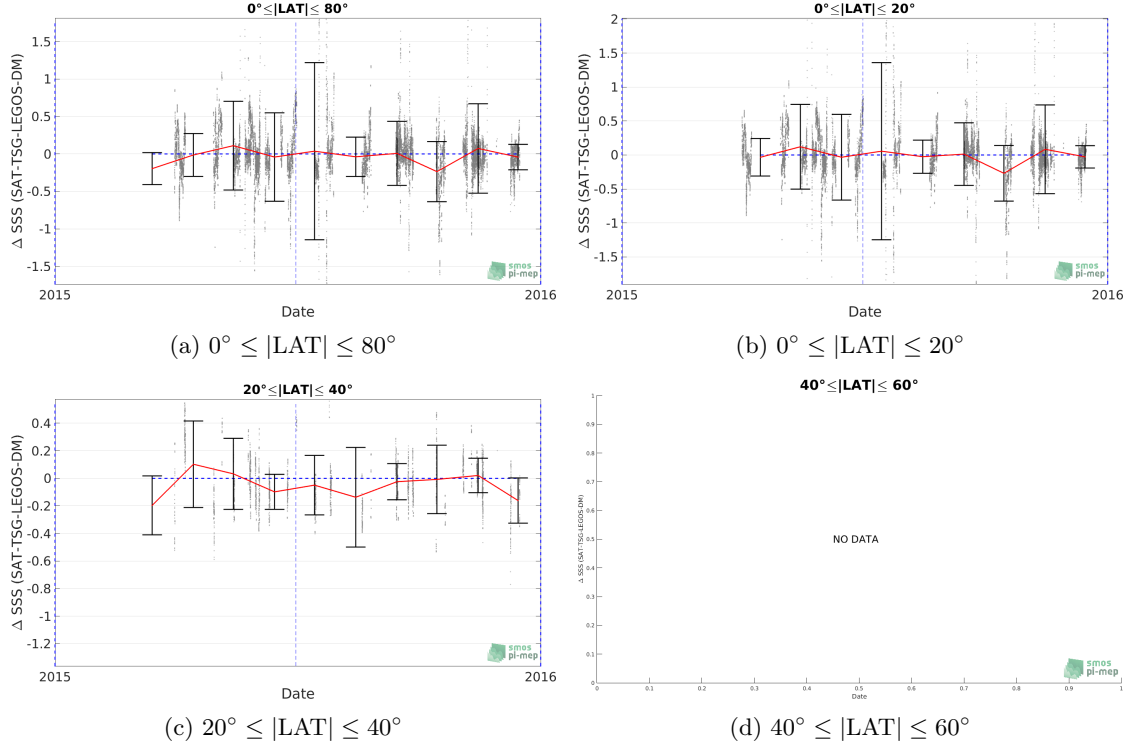 0°≤|LAT|≤ 80°
1.5
1
0.5
0
-0.5
-1
-1.5
Δ SSS (SAT-TSG-LEGOS-DM)
2015
2016
Date
smos
pi-mep
(a) 0° ≤ |LAT| ≤ 80°
0°≤|LAT|≤ 20°
2
1.5
1
0.5
0
-0.5
-1
-1.5
Δ SSS (SAT-TSG-LEGOS-DM)
2015
2016
Date
smos
pi-mep
(b) 0° ≤ |LAT| ≤ 20°
20°≤|LAT|≤ 40°
0.4
0.2
0
-0.2
-0.4
-0.6
-0.8
-1
-1.2
Δ SSS (SAT-TSG-LEGOS-DM)
2015
2016
Date
smos
pi-mep
(c) 20° ≤ |LAT| ≤ 40°
40°≤|LAT|≤ 60°
1
0.9
0.8
0.7
0.6
0.5
0.4
0.3
0.2
0.1
0
Δ SSS (SAT-TSG-LEGOS-DM)
NO DATA
0 0.1 0.2 0.3 0.4 0.5 0.6 0.7 0.8 0.9 1
Date
smos
pi-mep
(d) 40° ≤ |LAT| ≤ 60°